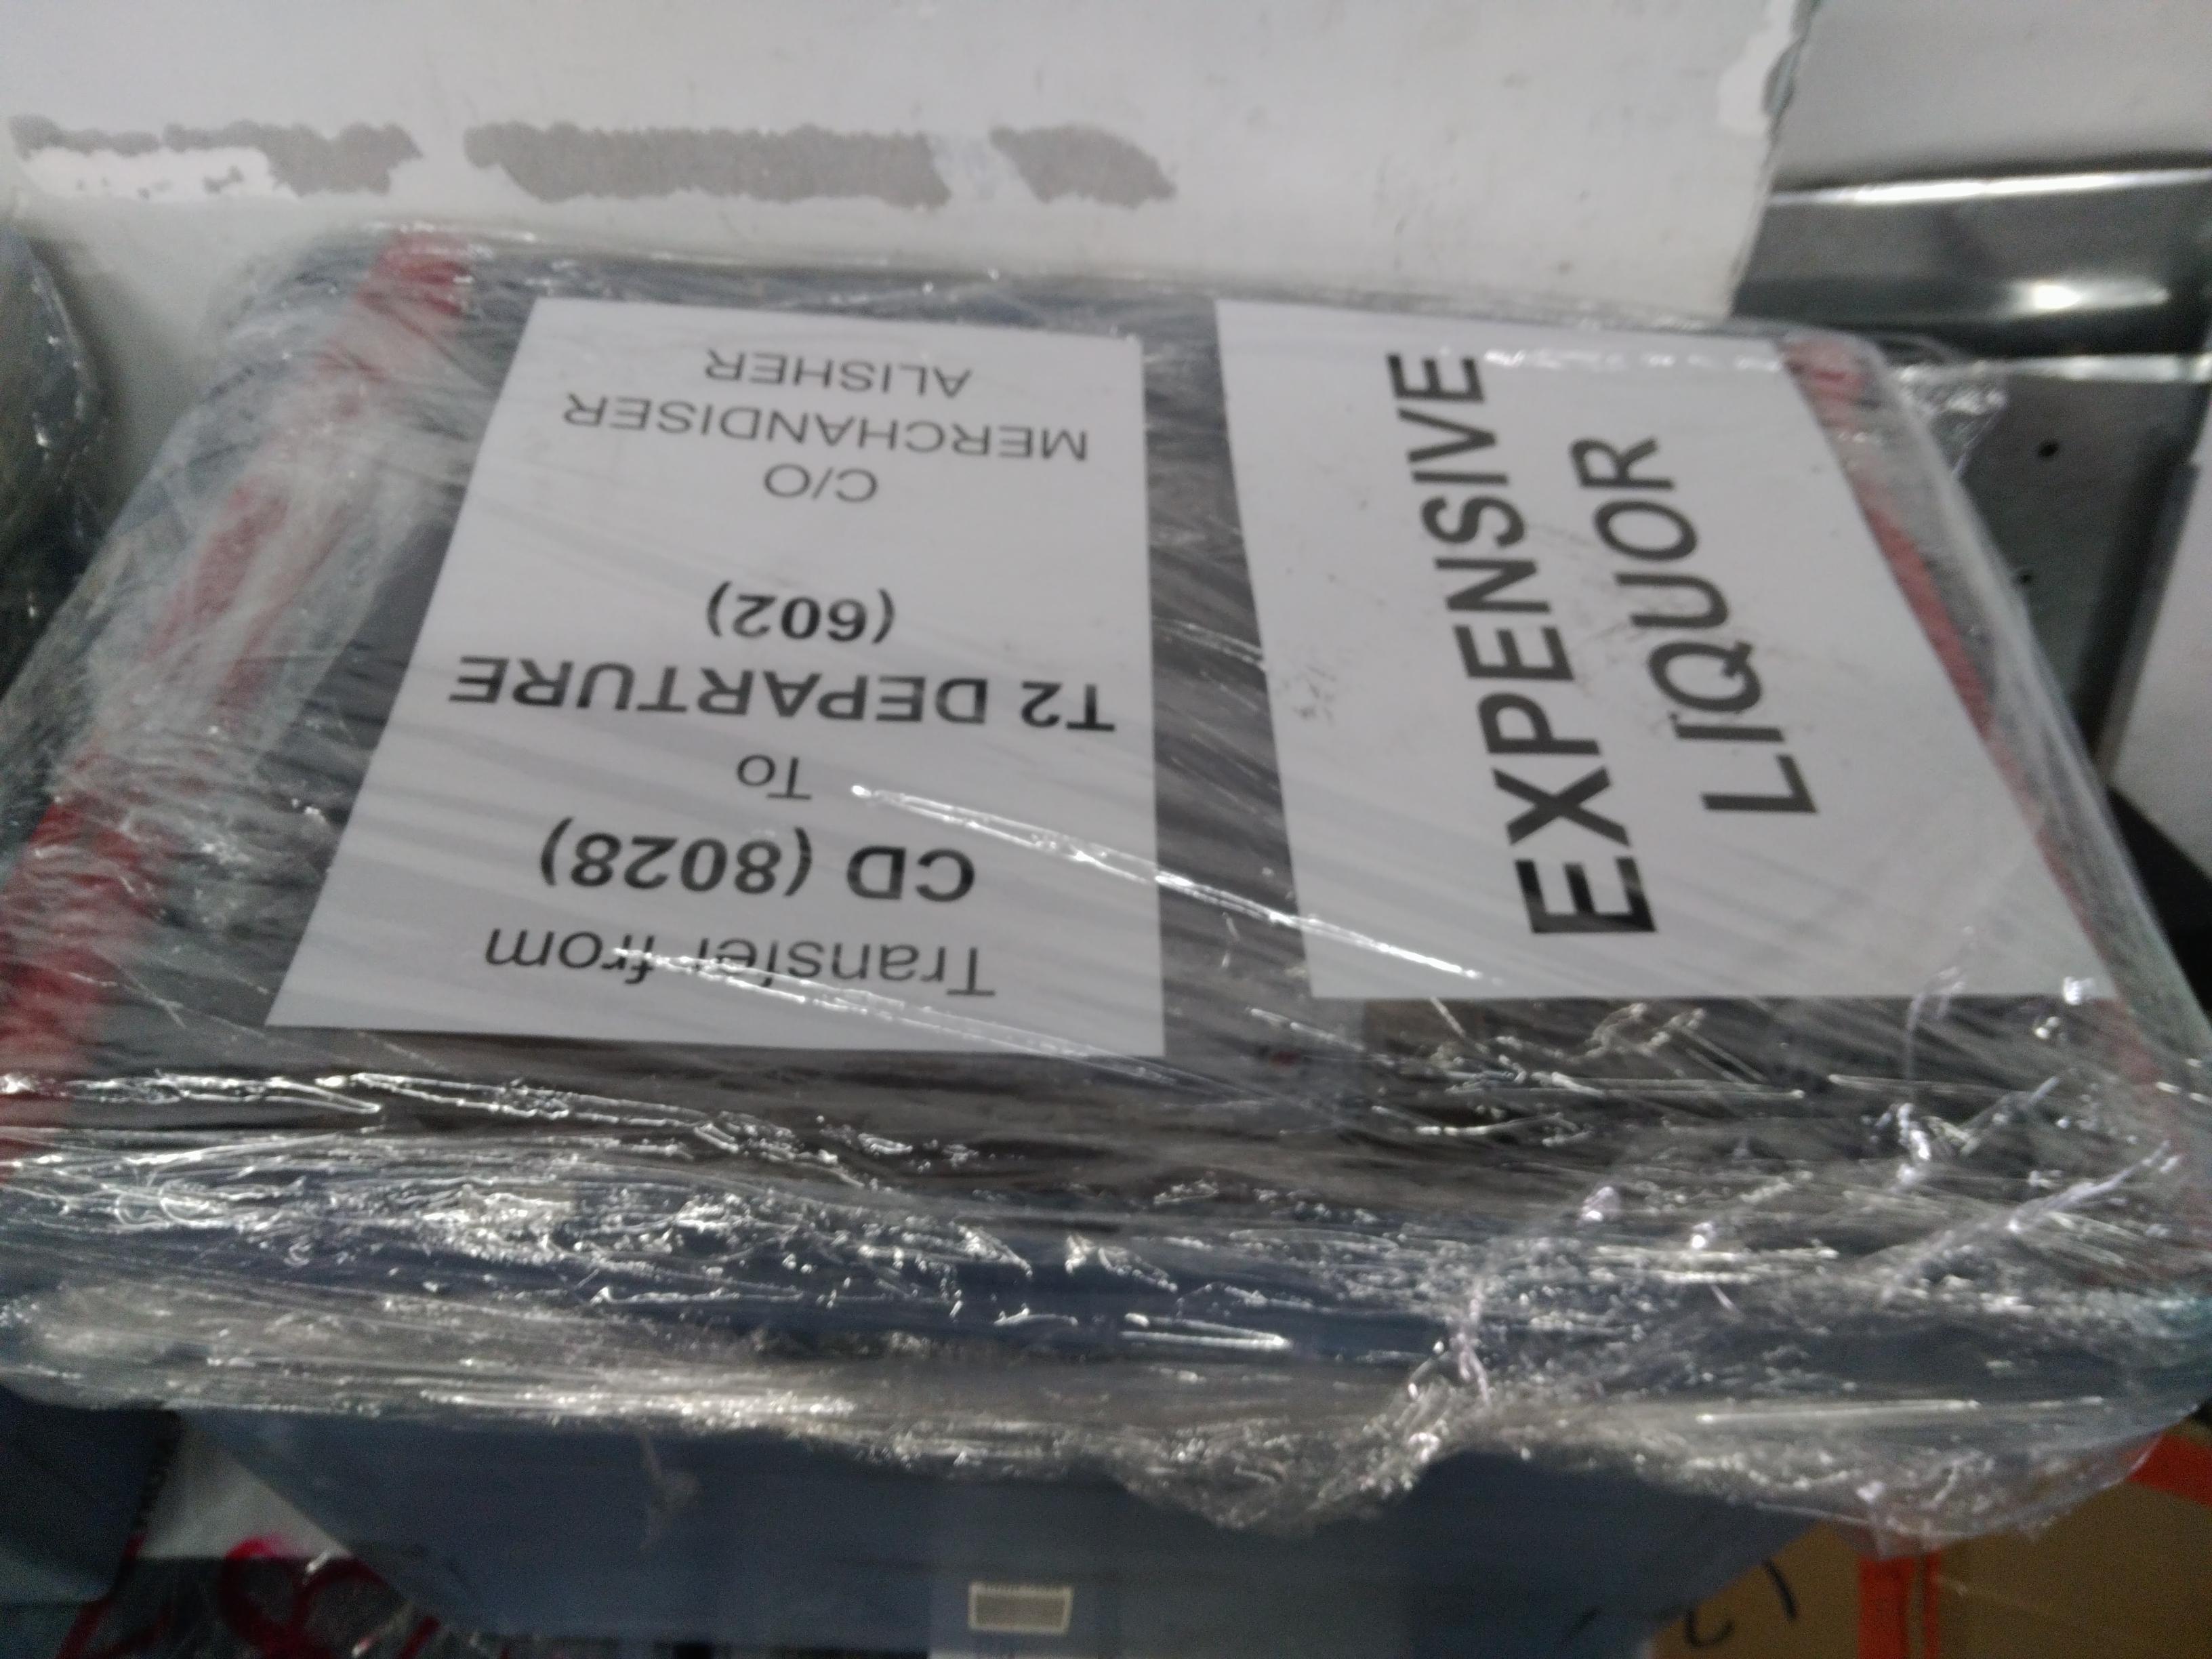 Transfer from
CD (8028)
To
T2 DEPARTURE
(602)
C/O
MERCHANDISER
ALISHER
EXPENSIVE
LIQUOR